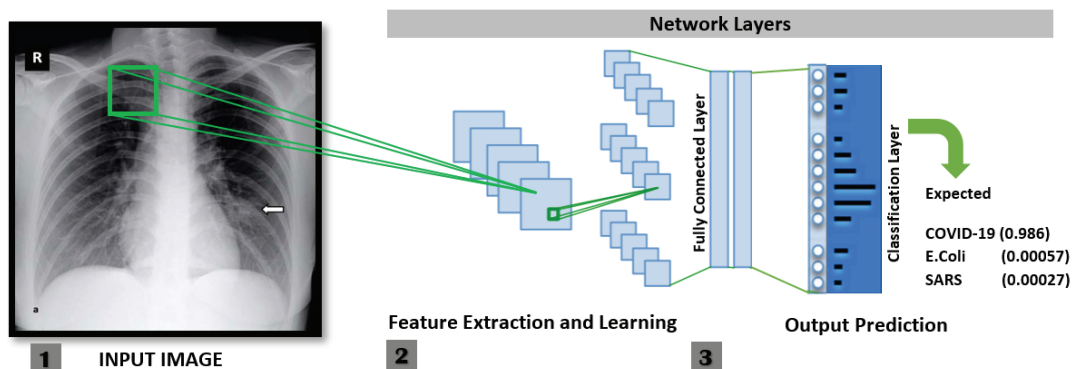 Network Layers
R
a
Fully Connected Layer
Classification Layer
Expected
COVID-19 (0.986)
E.Coli (0.00057)
SARS (0.00027)
1 INPUT IMAGE
Feature Extraction and Learning
2
Output Prediction
3